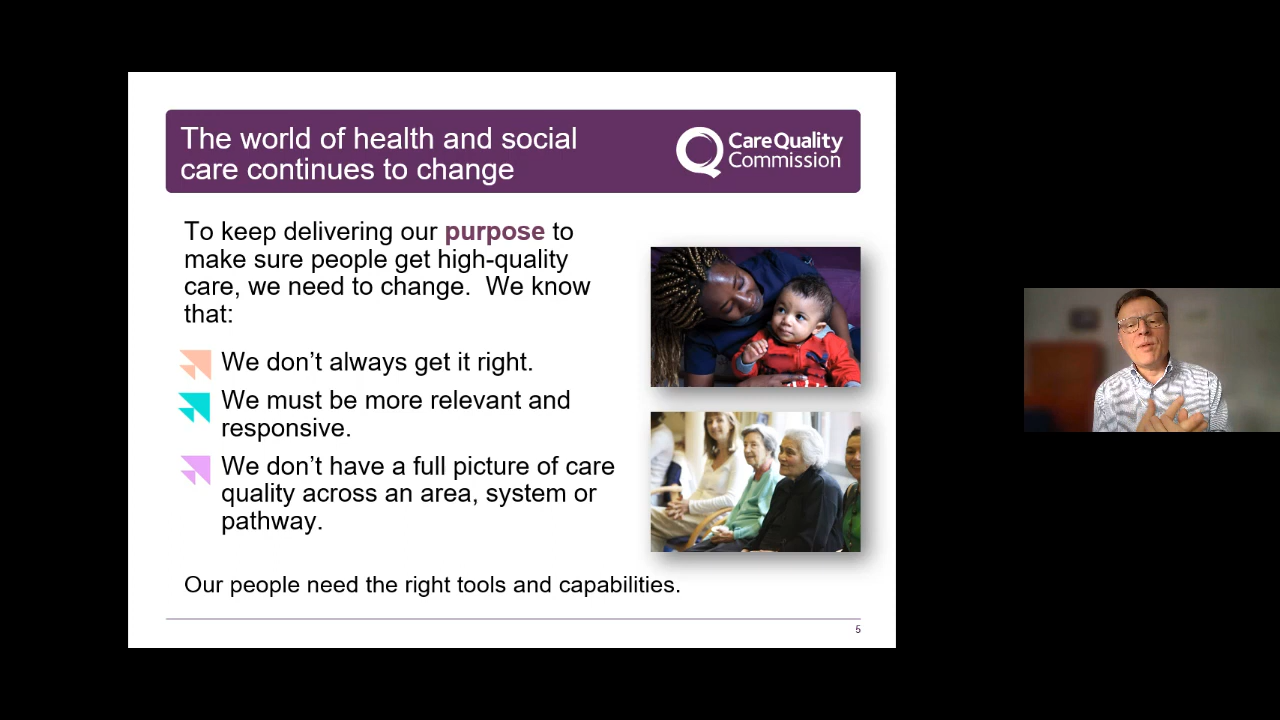 The world of health and social
care continues to change
CareQuality
Commission
To keep delivering our purpose to
make sure people get high-quality
care, we need to change.  We know
that:
We don’t always get it right.
We must be more relevant and
responsive.
We don’t have a full picture of care
quality across an area, system or
pathway.
Our people need the right tools and capabilities.
5